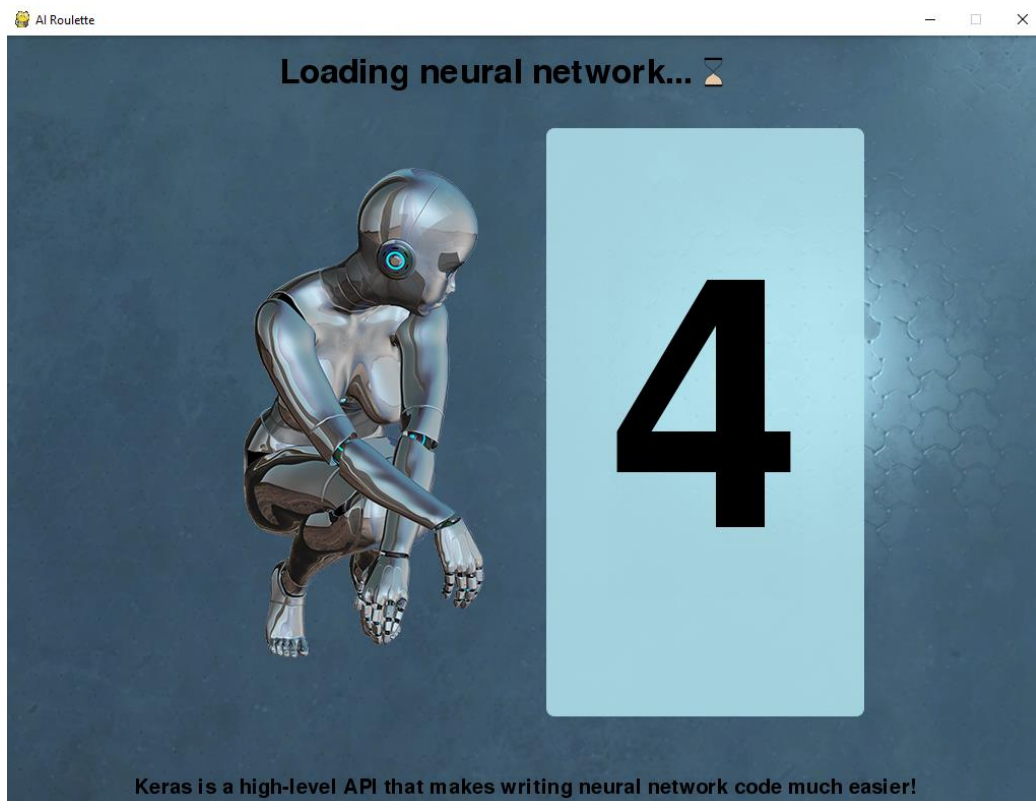 AI Roulette
Loading neural network... ⏳
4
Keras is a high-level API that makes writing neural network code much easier!